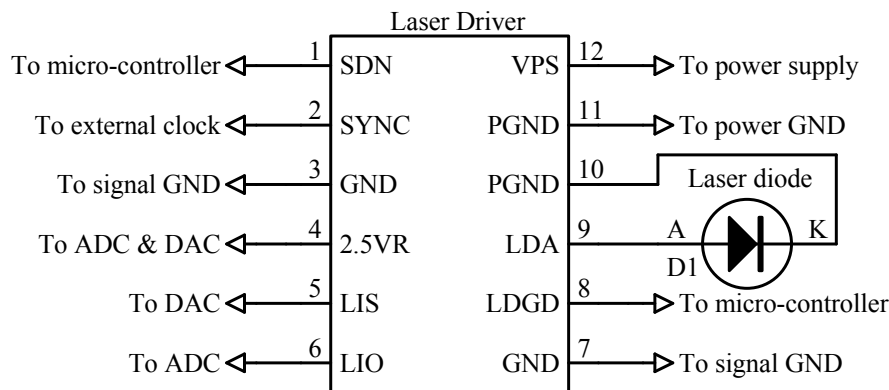 Laser Driver
To micro-controller 1 SDN VPS 12 To power supply
To external clock 2 SYNC PGND 11 To power GND
To signal GND 3 GND PGND 10
Laser diode
To ADC & DAC 4 2.5VR LDA 9 A K
D1
To DAC 5 LIS LDGD 8 To micro-controller
To ADC 6 LIO GND 7 To signal GND